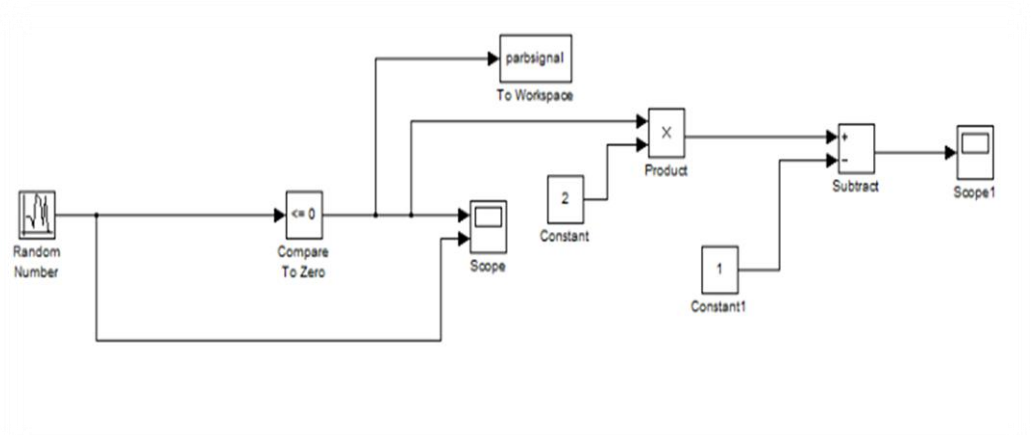 parbsignal
To Workspace
X
Product
+
−
Subtract
Scope1
2
Constant
1
Constant1
Random
Number
<= 0
Compare
To Zero
Scope